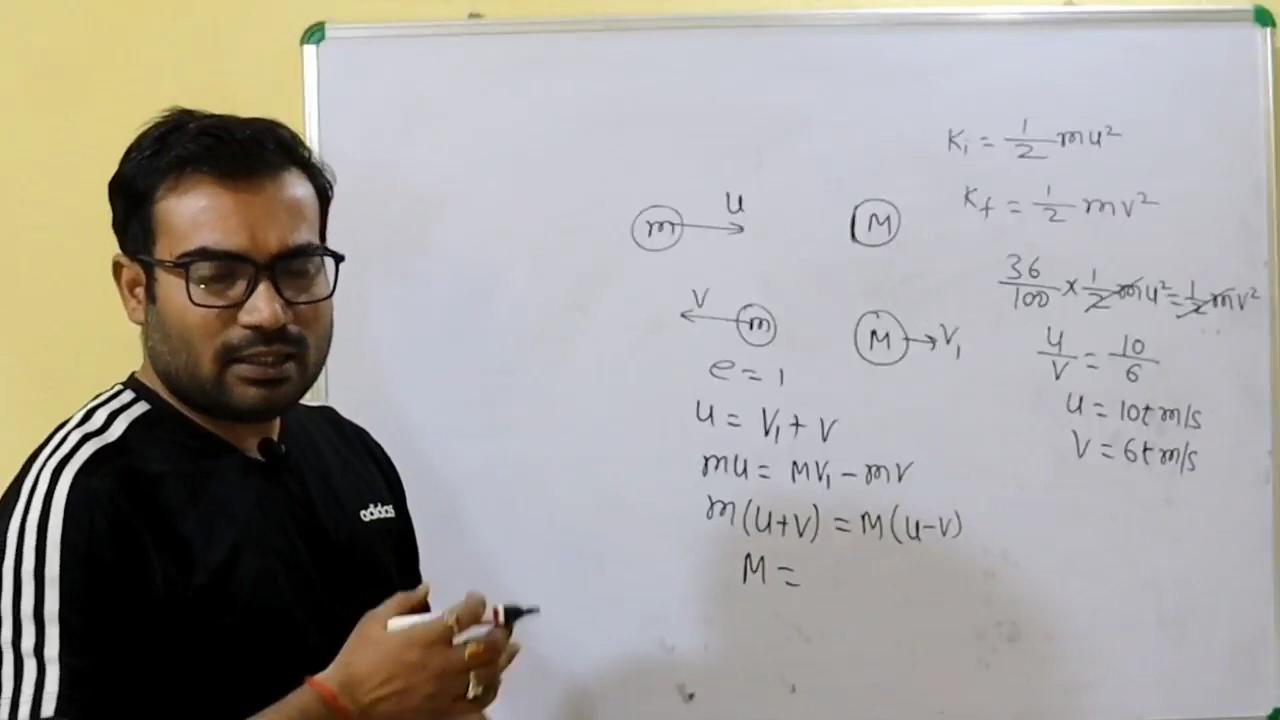 Ki = 1/2 mu²
Kf = 1/2 mv²
m u M
v m M V₁
36/100 × 1/2 mu² = 1/2 mv²
u/v = 10/6
u = 10t m/s
V = 6t m/s
e = 1
u = V₁ + V
mu = MV₁ - mV
m(u+v) = M(u-v)
M =
adidas